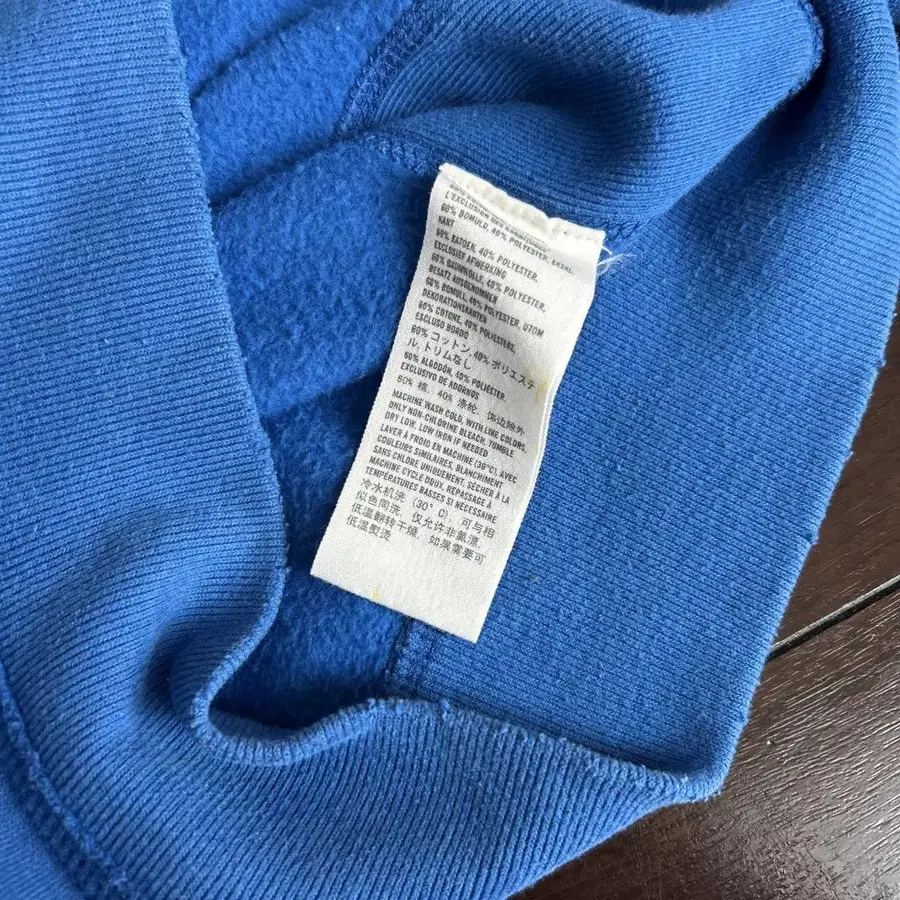 L'EXCLUSION DES
60% BOMULD, 40% POLYESTER, EKSKL.
KANT
60% KATOEN, 40% POLYESTER,
EXCLUSIEF AFWERKING
60% BAUMWOLLE, 40% POLYESTER,
BESATZ AUSGENOMMEN
60% BOMULL, 40% POLYESTER, UTOM
DEKORATIONSKANTEN
60% COTONE, 40% POLIESTERE,
ESCLUSO BORDO
60% コットン, 40% ポリエステ
ル, トリムなし
60% ALGODÓN, 40% POLIÉSTER,
EXCLUSIVO DE ADORNOS
60% 棉, 40% 涤纶, 饰边除外
MACHINE WASH COLD, WITH LIKE COLORS,
ONLY NON-CHLORINE BLEACH, TUMBLE
DRY LOW, LOW IRON IF NEEDED
LAVER À FROID EN MACHINE (30°C), AVEC
COULEURS SIMILAIRES, BLANCHIMENT
SANS CHLORE UNIQUEMENT, SÉCHER À LA
MACHINE CYCLE DOUX, REPASSAGE À
TEMPÉRATURES BASSES SI NÉCESSAIRE
冷水机洗 (30°C), 可与相
似色同洗, 仅允许非氯漂,
低温翻转干燥, 如果需要可
低温熨烫